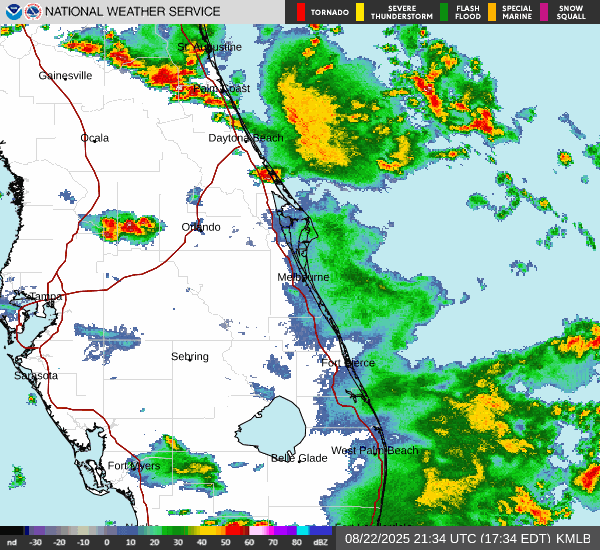 NATIONAL WEATHER SERVICE
TORNADO
SEVERE
THUNDERSTORM
FLASH
FLOOD
SPECIAL
MARINE
SNOW
SQUALL
St. Augustine
Gainesville
Palm Coast
Ocala
Daytona Beach
Orlando
Melbourne
Tampa
Sebring
Fort Pierce
Sarasota
West Palm Beach
Belle Glade
Fort Myers
nd -30 -20 -10 0 10 20 30 40 50 60 70 80 dBZ
08/22/2025 21:34 UTC (17:34 EDT) KMLB